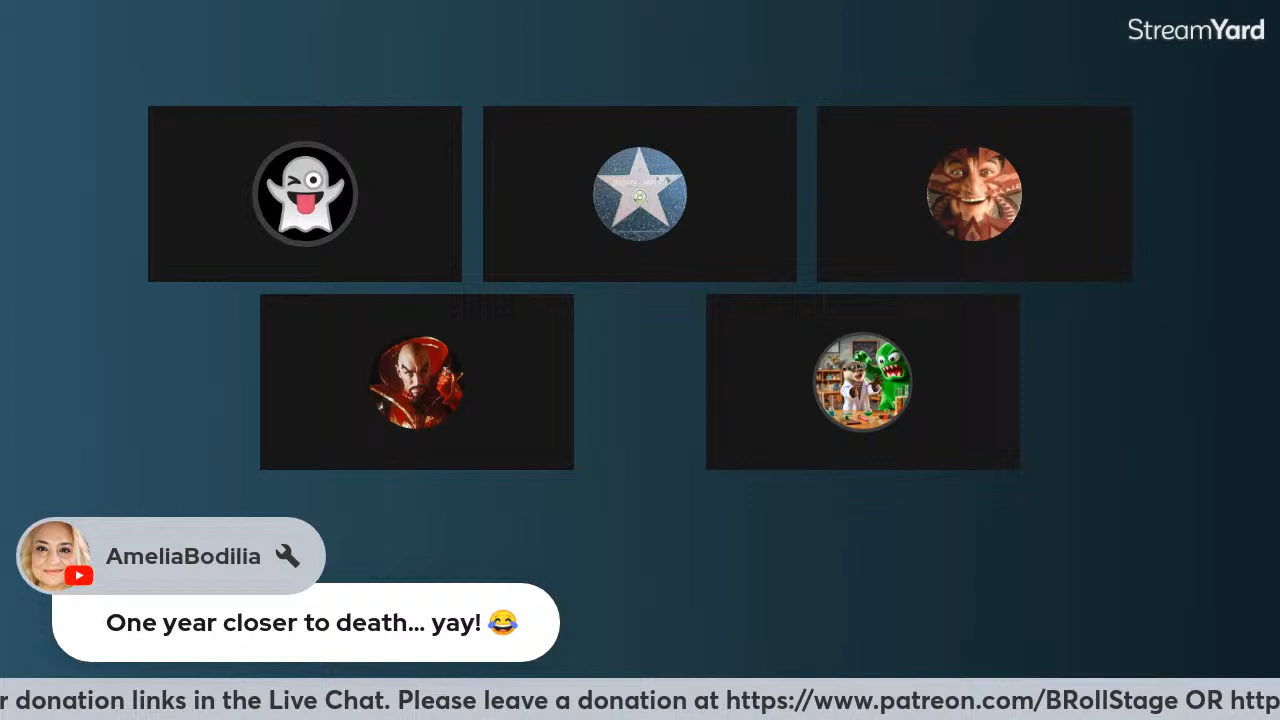 StreamYard
AmeliaBodilia
One year closer to death... yay! 😂
r donation links in the Live Chat. Please leave a donation at https://www.patreon.com/BRollStage OR http